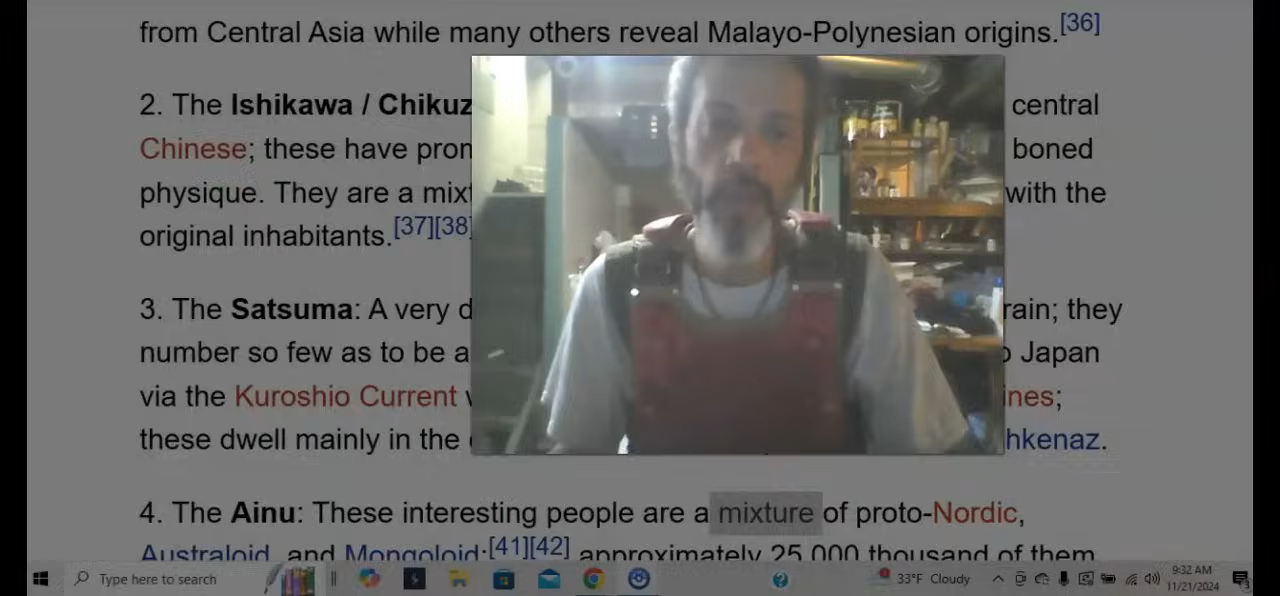 from Central Asia while many others reveal Malayo-Polynesian origins.[36]
2. The Ishikawa / Chikuz central
Chinese; these have pron boned
physique. They are a mixt with the
original inhabitants.[37][38]
3. The Satsuma: A very d rain; they
number so few as to be a Japan
via the Kuroshio Current ines;
these dwell mainly in the hkenaz.
4. The Ainu: These interesting people are a mixture of proto-Nordic,
Australoid, and Mongoloid;[41][42] approximately 25,000 thousand of them
Type here to search
33°F Cloudy
9:32 AM
11/21/2024